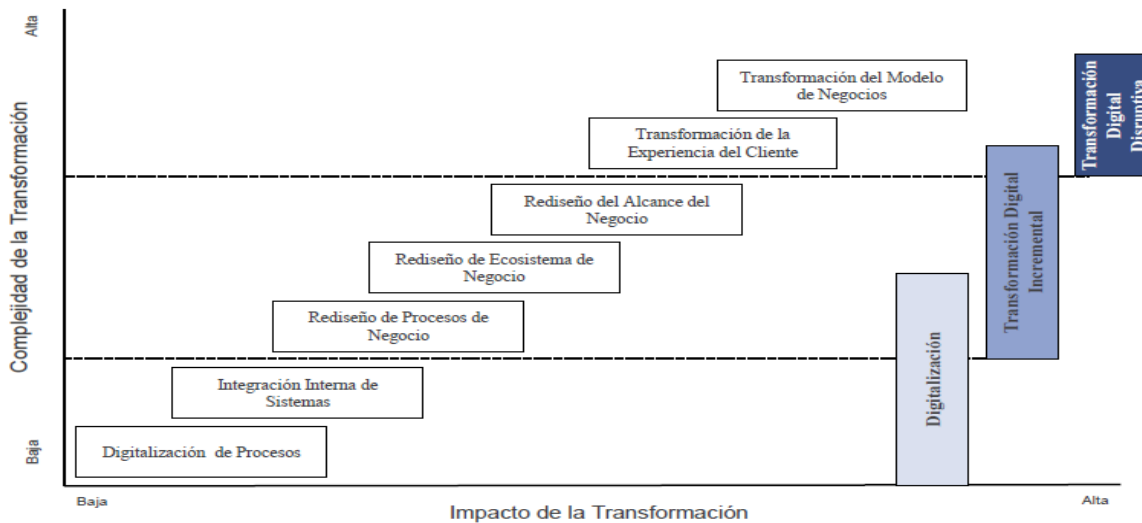 Alta
Complejidad de la Transformación
Baja
Transformación del Modelo
de Negocios
Transformación de la
Experiencia del Cliente
Rediseño del Alcance del
Negocio
Rediseño de Ecosistema de
Negocio
Rediseño de Procesos de
Negocio
Integración Interna de
Sistemas
Digitalización de Procesos
Digitalización
Transformación Digital
Incremental
Transformación
Digital
Disruptiva
Baja
Alta
Impacto de la Transformación